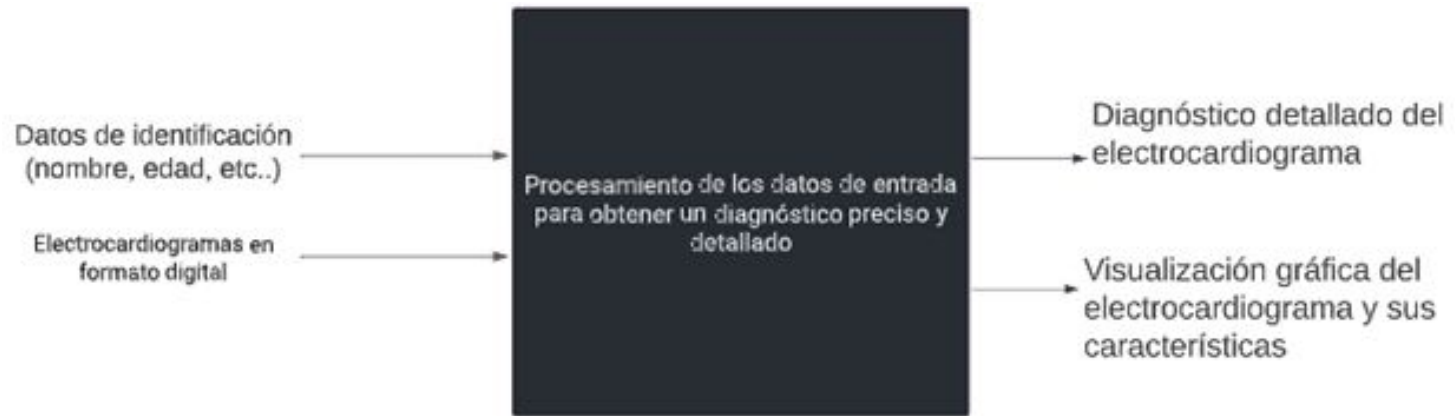 Datos de identificación
(nombre, edad, etc..)
Electrocardiogramas en
formato digital
Procesamiento de los datos de entrada
para obtener un diagnóstico preciso y
detallado
Diagnóstico detallado del
electrocardiograma
Visualización gráfica del
electrocardiograma y sus
características